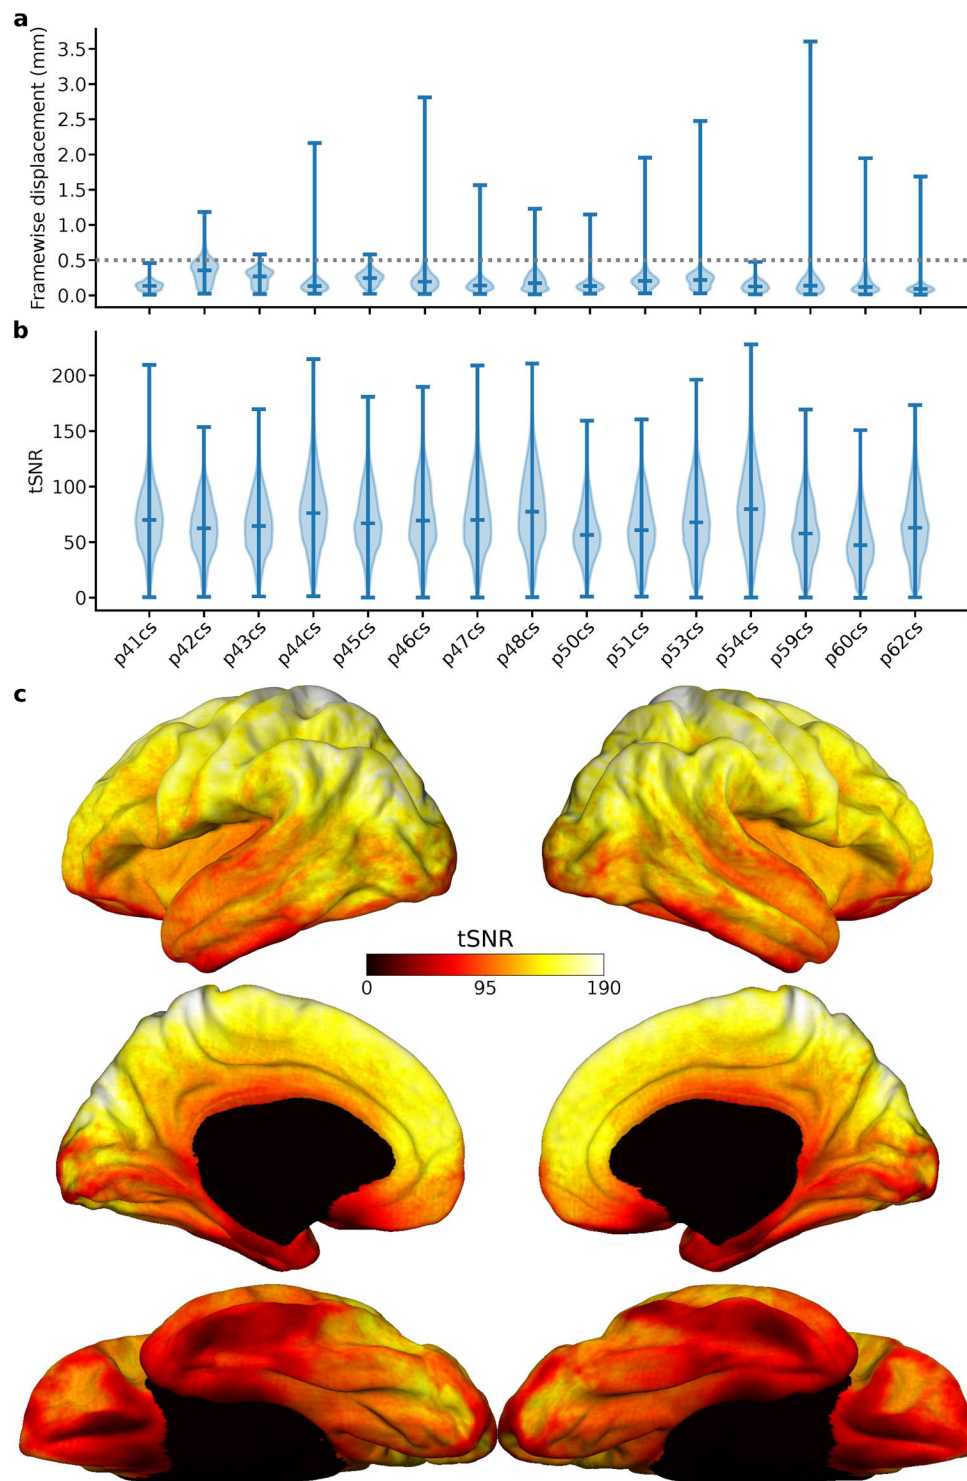 a
Framewise displacement (mm)
3.5
3.0
2.5
2.0
1.5
1.0
0.5
0.0
b
tSNR
200
150
100
50
0
p41cs p42cs p43cs p44cs p45cs p46cs p47cs p48cs p50cs p51cs p53cs p54cs p59cs p60cs p62cs
c
tSNR
0 95 190